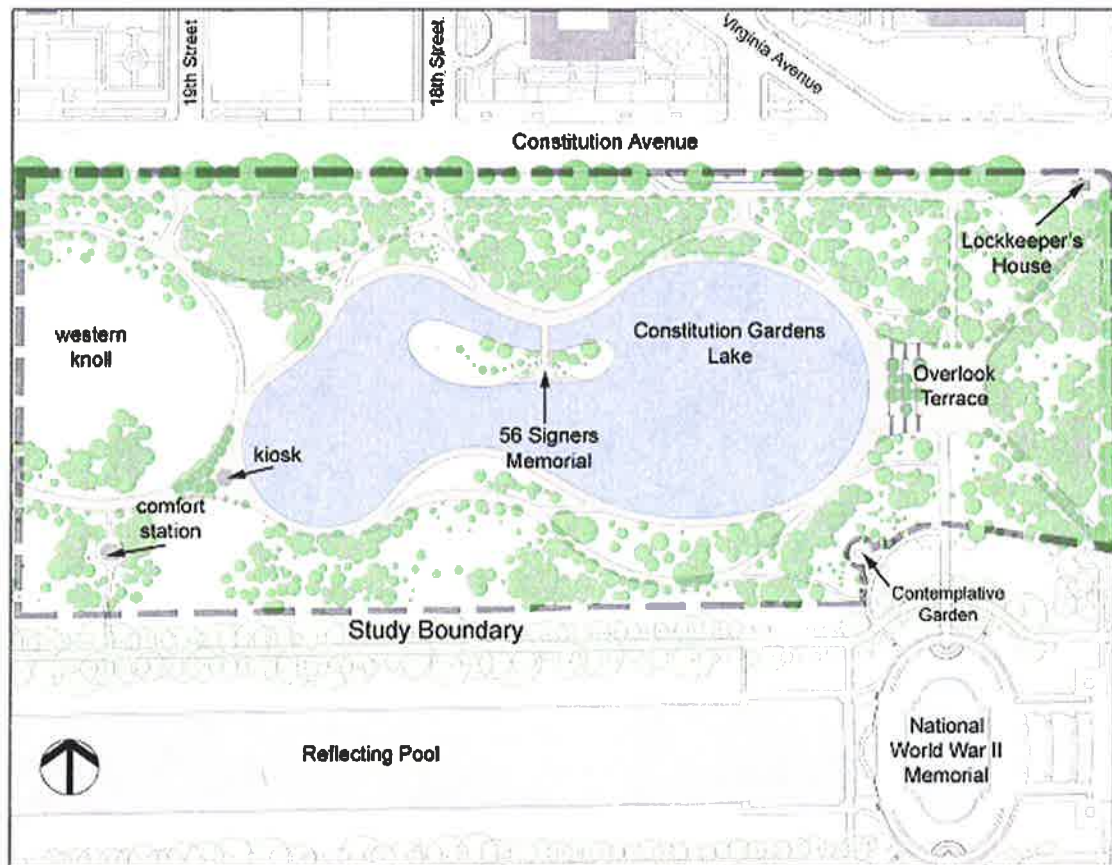 19th Street
18th Street
Virginia Avenue
Constitution Avenue
Lockkeeper's
House
western
knoll
Constitution Gardens
Lake
Overlook
Terrace
56 Signers
Memorial
kiosk
comfort
station
Contemplative
Garden
Study Boundary
National
World War II
Memorial
Reflecting Pool